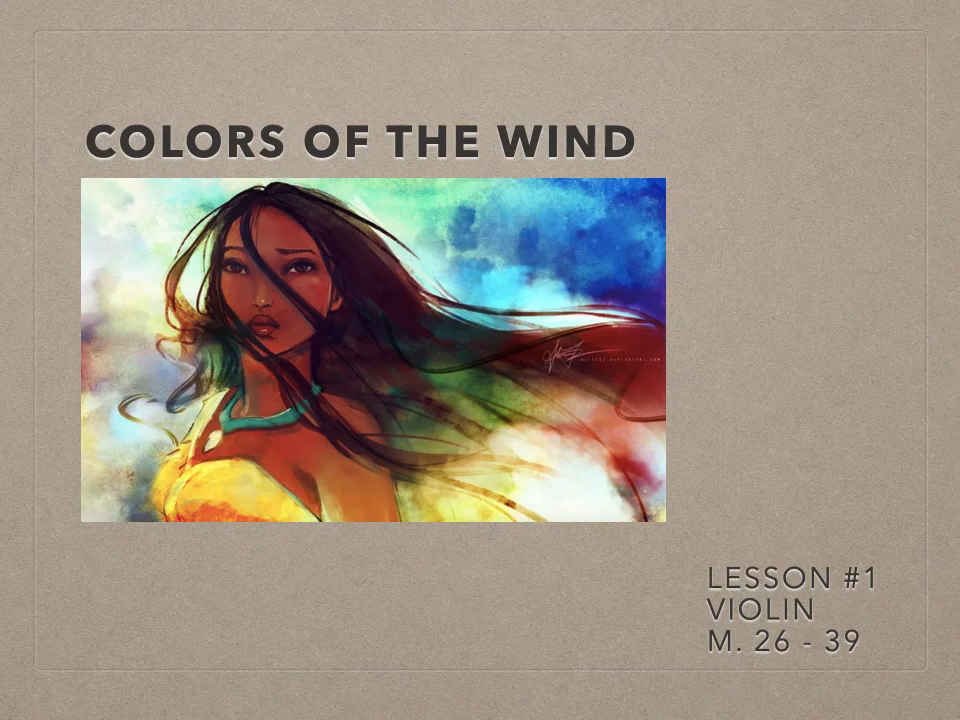 COLORS OF THE WIND
LESSON #1
VIOLIN
M. 26 - 39